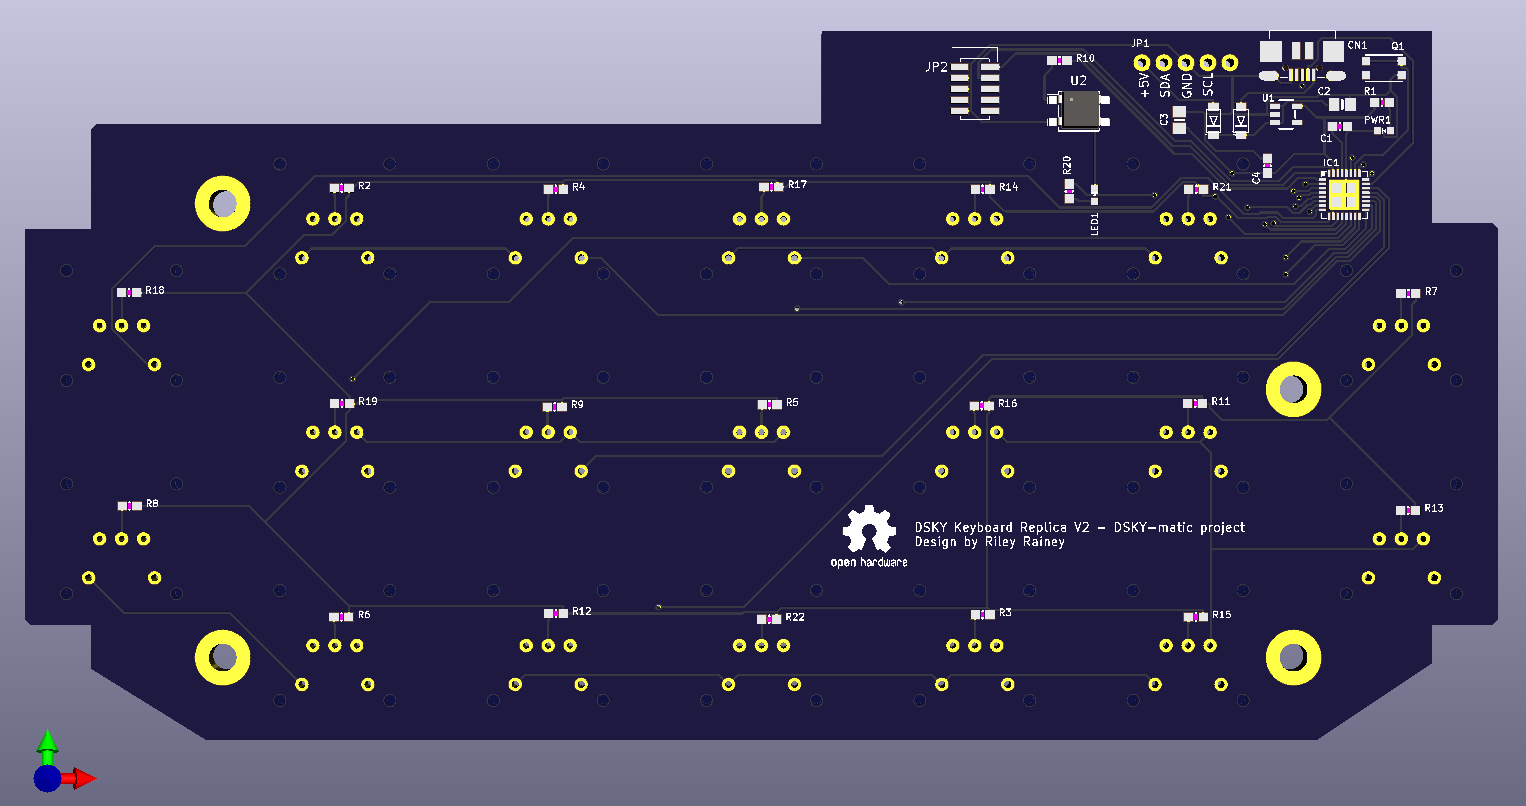 JP1
CN1
Q1
JP2
R10
U2
+5V
SDA
GND
SCL
C2
R1
U1
C3
PWR1
C1
R20
IC1
C4
R2
R4
R17
R14
R21
LED1
R18
R7
R19
R9
R5
R16
R11
R8
R13
DSKY Keyboard Replica V2 - DSKY-matic project
Design by Riley Rainey
open hardware
R6
R12
R22
R3
R15